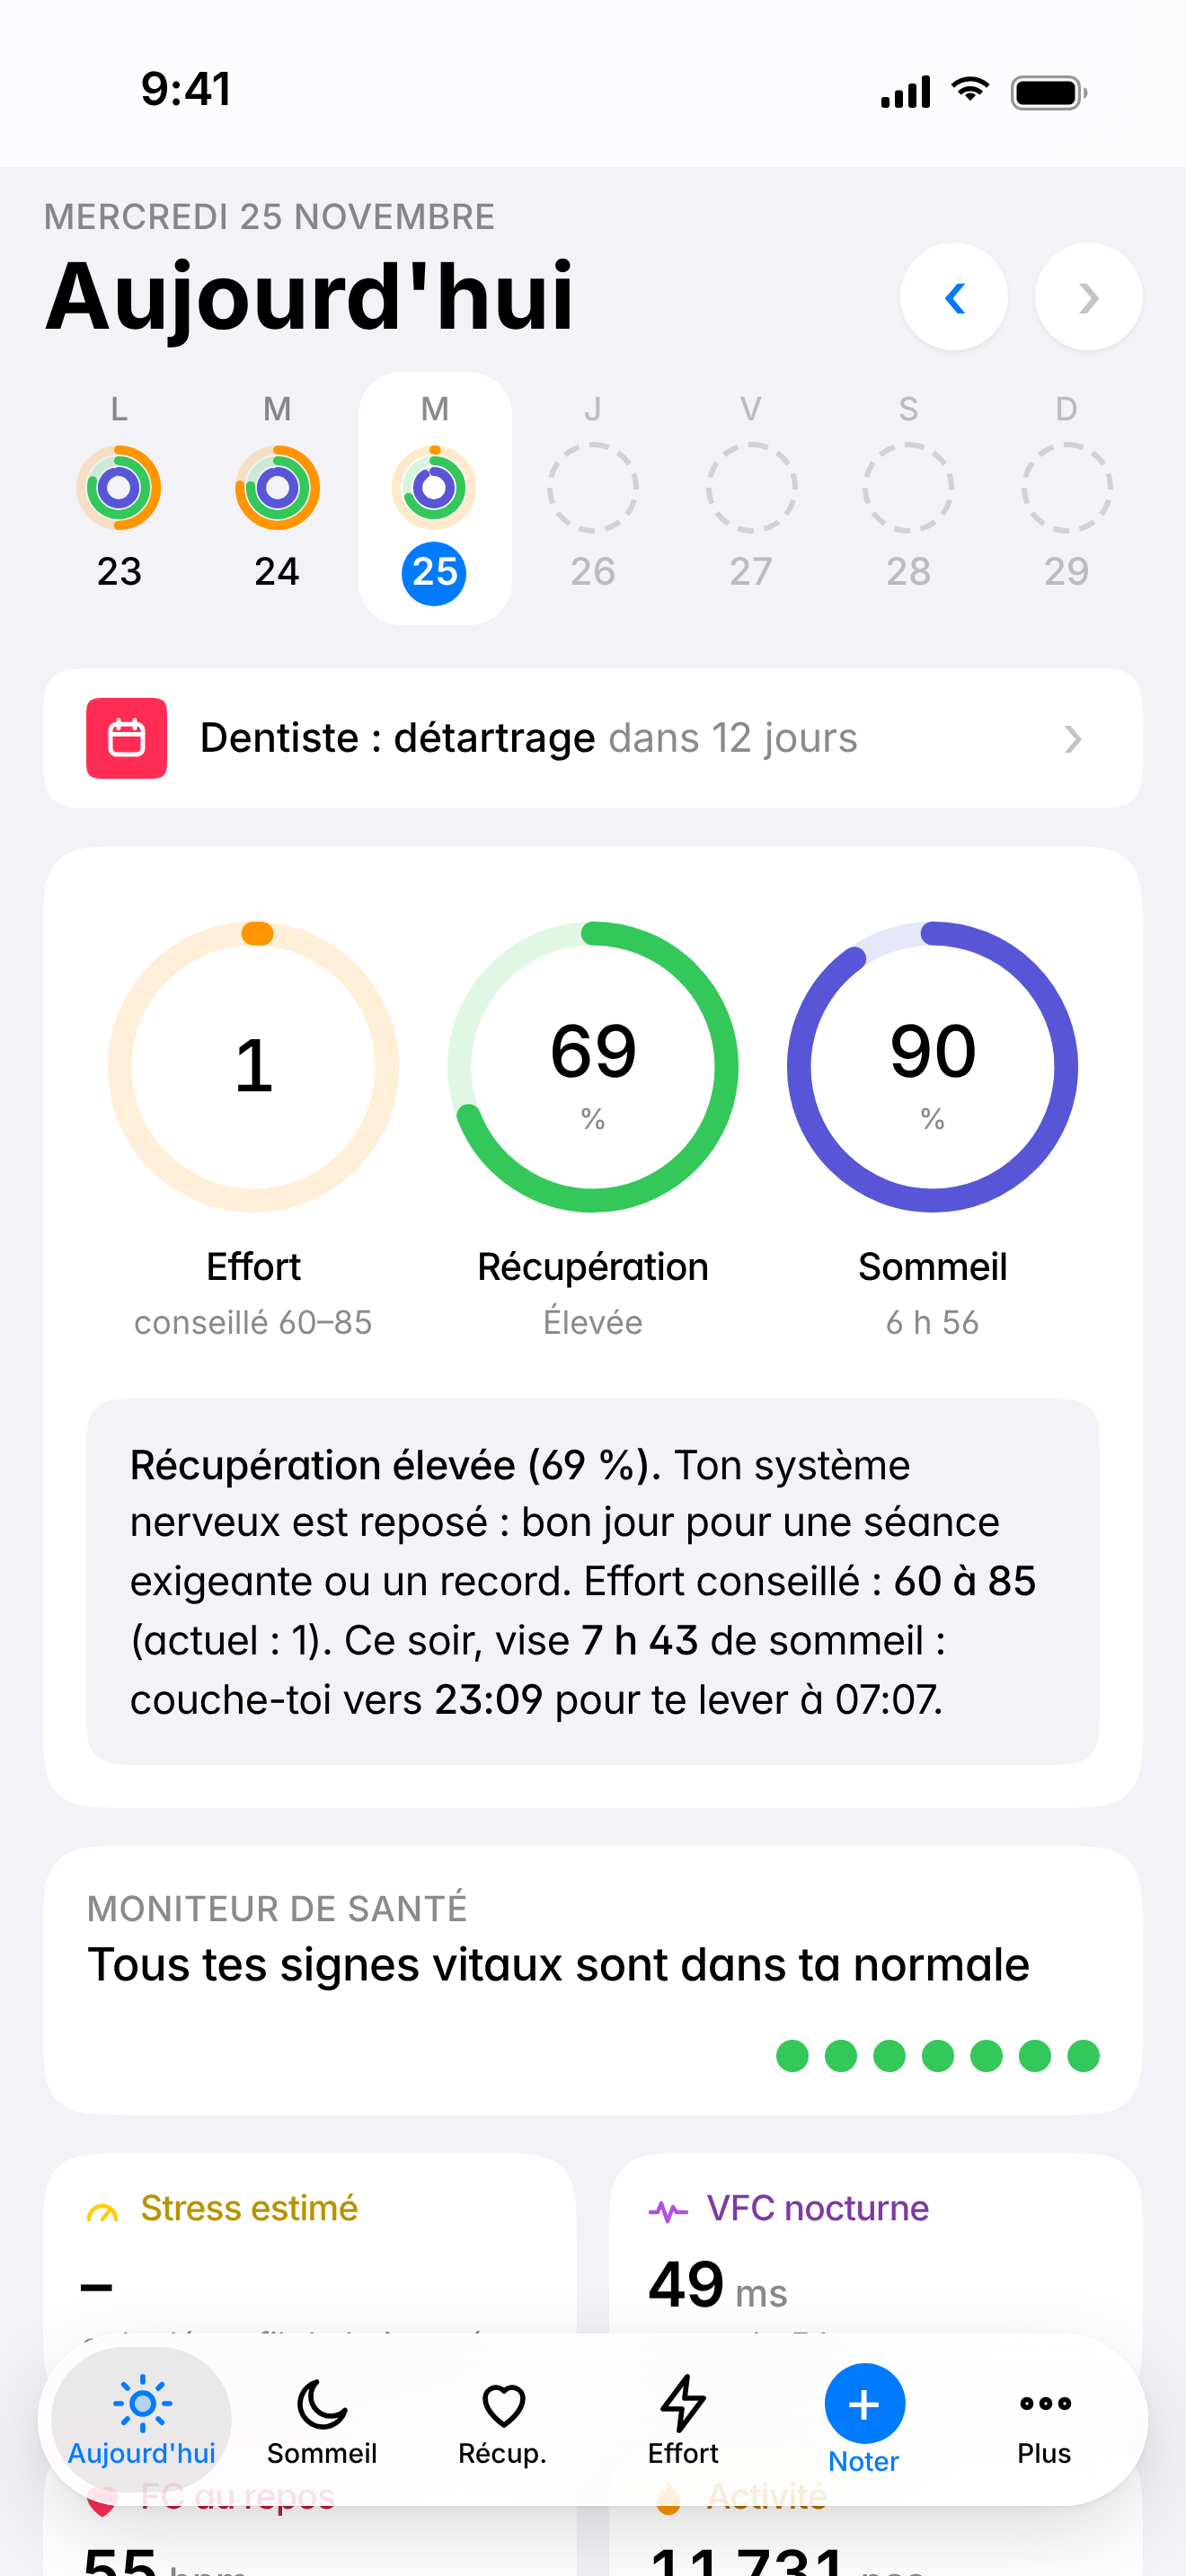 9:41
MERCREDI 25 NOVEMBRE
Aujourd'hui
L M M J V S D
23 24 25 26 27 28 29
Dentiste : détartrage dans 12 jours
1
69 %
90 %
Effort
conseillé 60–85
Récupération
Élevée
Sommeil
6 h 56
Récupération élevée (69 %). Ton système
nerveux est reposé : bon jour pour une séance
exigeante ou un record. Effort conseillé : 60 à 85
(actuel : 1). Ce soir, vise 7 h 43 de sommeil :
couche-toi vers 23:09 pour te lever à 07:07.
MONITEUR DE SANTÉ
Tous tes signes vitaux sont dans ta normale
Stress estimé
–
VFC nocturne
49 ms
Aujourd'hui
Sommeil
Récup.
Effort
Noter
Plus
FC au repos
55 bpm
Activité
11 731 pas